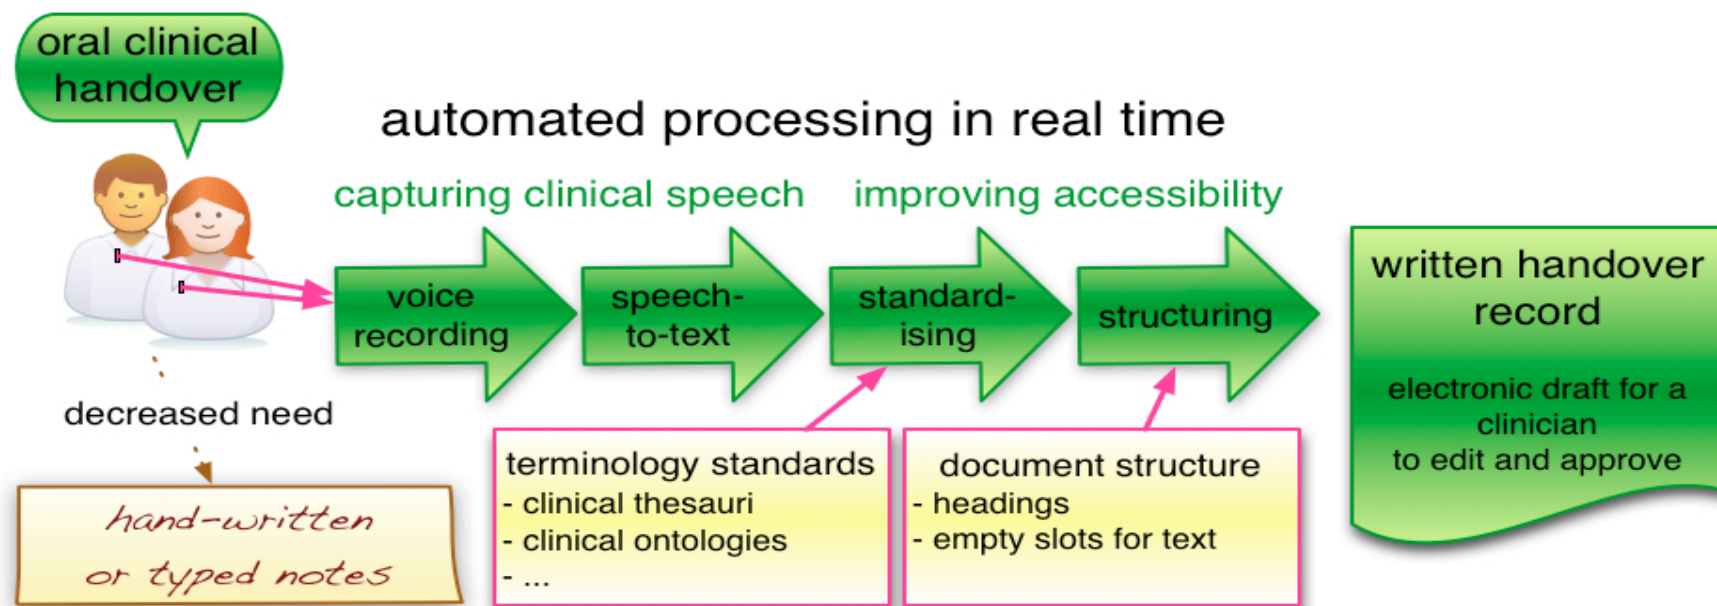 oral clinical
handover
automated processing in real time
capturing clinical speech
improving accessibility
voice
recording
speech-
to-text
standard-
ising
structuring
written handover
record
electronic draft for a
clinician
to edit and approve
decreased need
hand-written
or typed notes
terminology standards
- clinical thesauri
- clinical ontologies
- ...
document structure
- headings
- empty slots for text